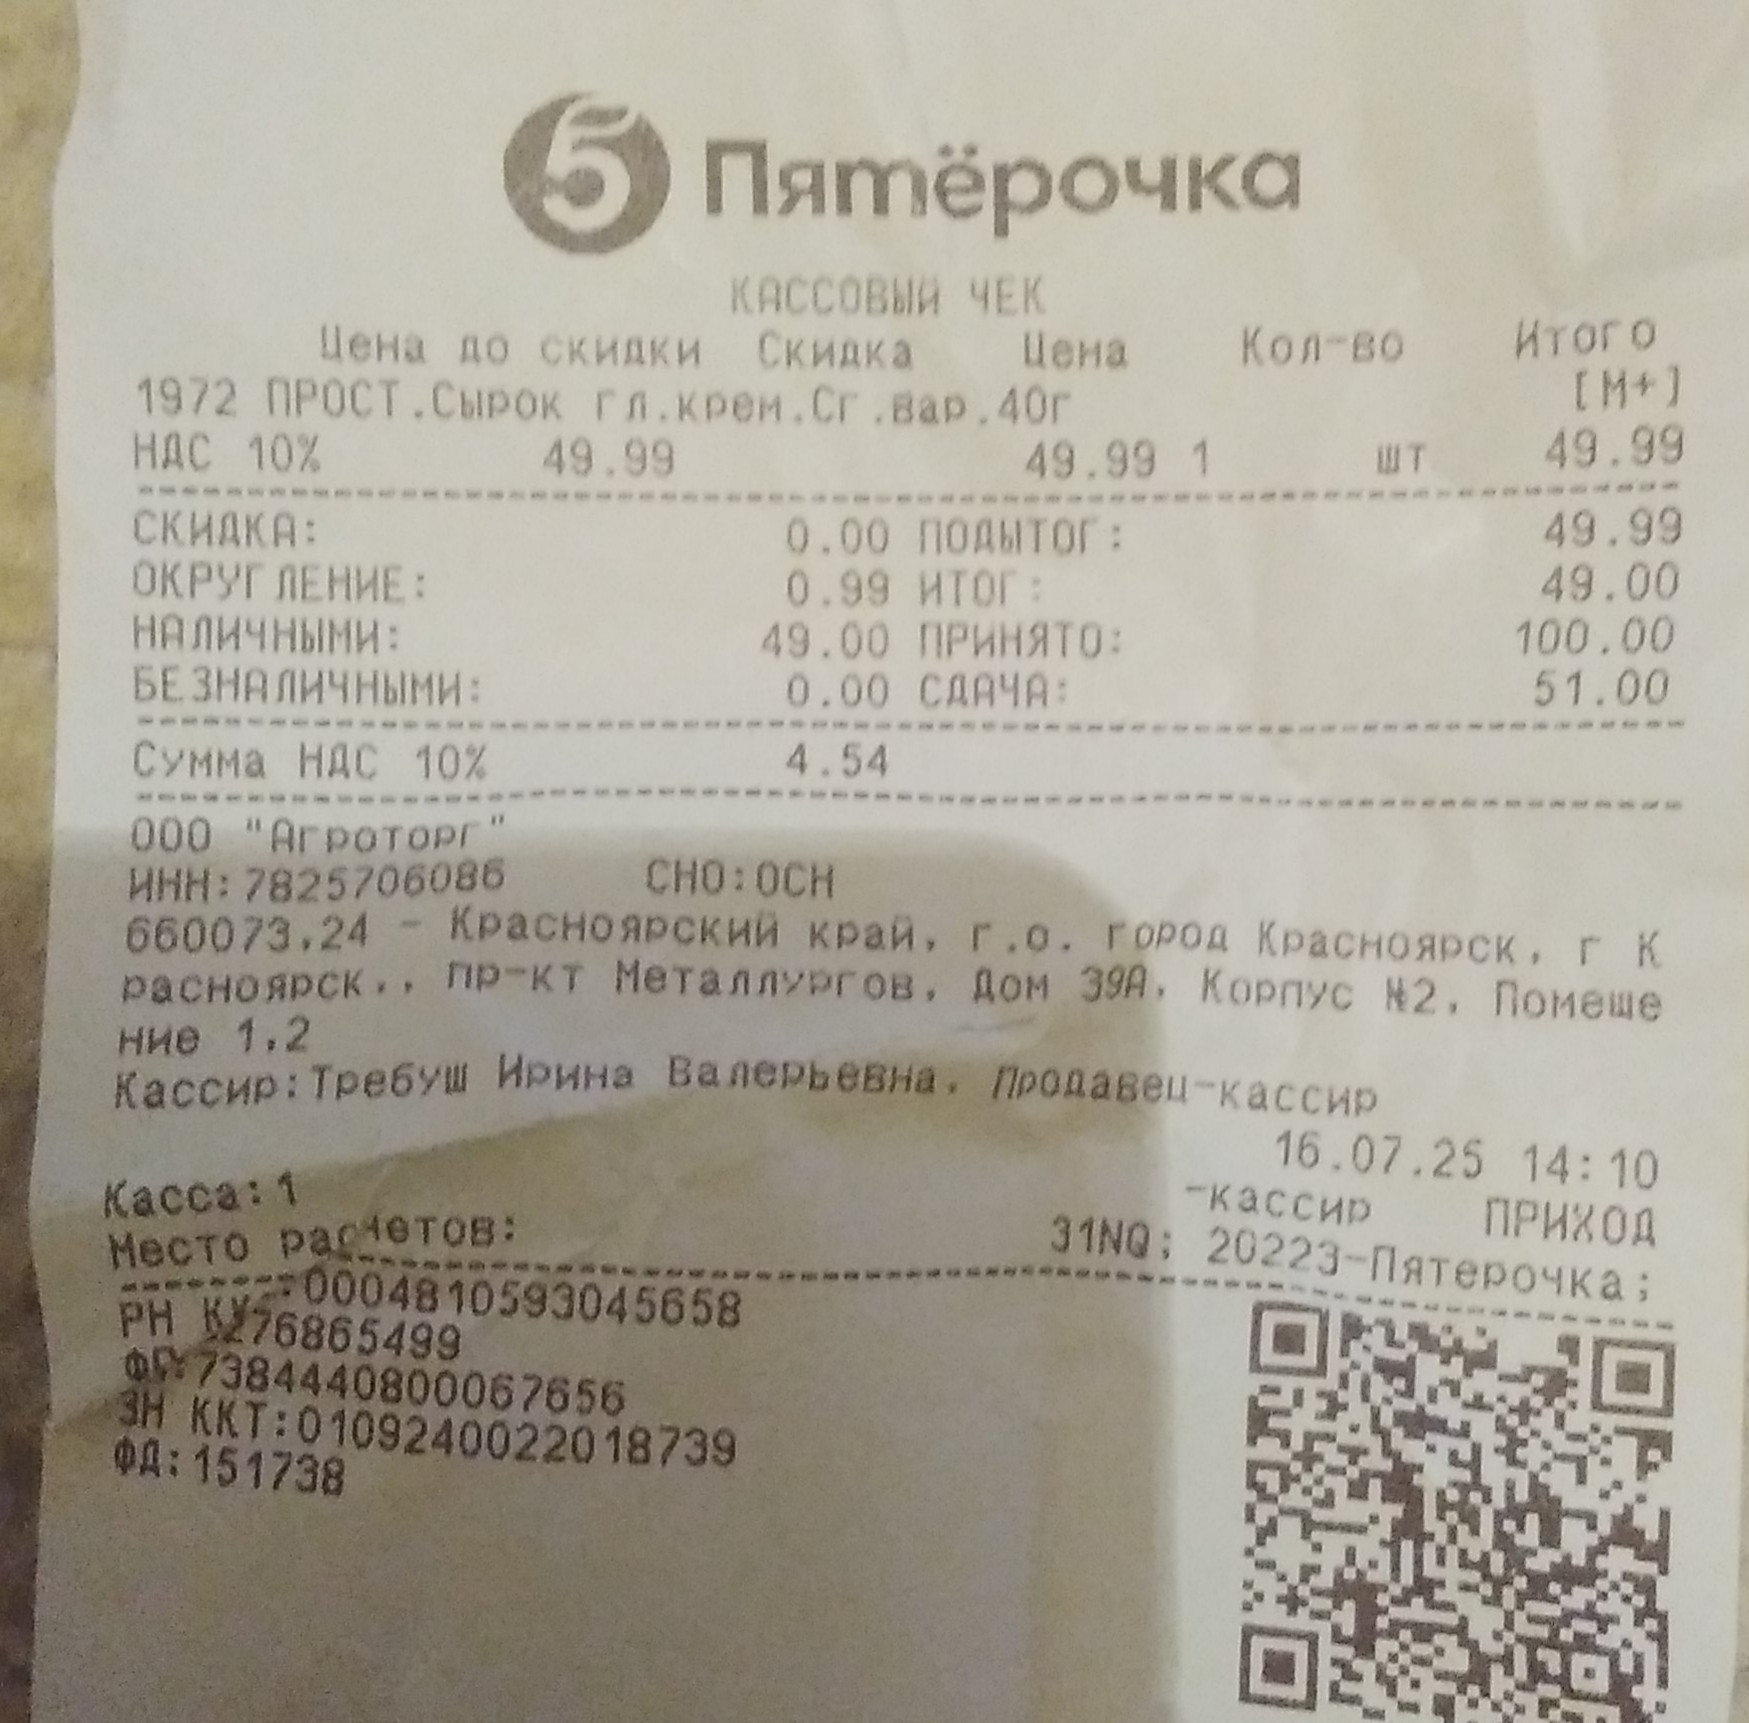 5 Пятёрочка
КАССОВЫЙ ЧЕК
Цена до скидки Скидка Цена Кол-во Итого
1972 ПРОСТ.Сырок гл.крем.Сг.вар.40г [М+]
НДС 10% 49.99 49.99 1 шт 49.99
СКИДКА: 0.00 ПОДЫТОГ: 49.99
ОКРУГЛЕНИЕ: 0.99 ИТОГ: 49.00
НАЛИЧНЫМИ: 49.00 ПРИНЯТО: 100.00
БЕЗНАЛИЧНЫМИ: 0.00 СДАЧА: 51.00
Сумма НДС 10% 4.54
ООО "Агроторг"
ИНН:7825706086 СНО:ОСН
660073,24 - Красноярский край, г.о. город Красноярск, г К
расноярск,, пр-кт Металлургов, Дом 39А, Корпус №2, Помеще
ние 1,2
Кассир:Требуш Ирина Валерьевна, Продавец-кассир
16.07.25 14:10
Касса:1 -кассир ПРИХОД
Место расчетов: 31NQ; 20223-Пятерочка;
РН :0004810593045658
276865499
7384440800067656
ЗН ККТ:0109240022018739
ФД:151738